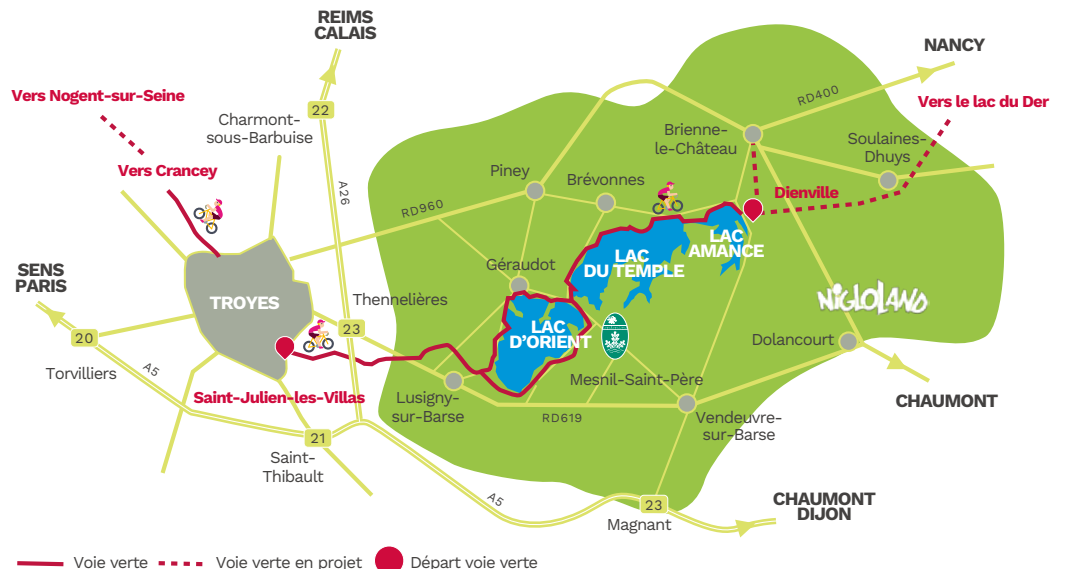 REIMS
CALAIS
NANCY
Vers Nogent-sur-Seine
22
RD400
Vers le lac du Der
Charmont-
sous-Barbuise
Brienne-
le-Château
Soulaines-
Dhuys
Vers Crancey
Piney
Brévonnes
A26
Dienville
RD960
LAC
AMANCE
LAC
DU TEMPLE
SENS
PARIS
Géraudot
TROYES
Thennelières
NIGLOLAND
20
23
LAC
D'ORIENT
Dolancourt
Torvilliers
A5
Mesnil-Saint-Père
Saint-Julien-les-Villas
Lusigny-
sur-Barse
CHAUMONT
RD619
Vendeuvre-
sur-Barse
21
Saint-
Thibault
A5
23
Magnant
CHAUMONT
DIJON
Voie verte
Voie verte en projet
Départ voie verte